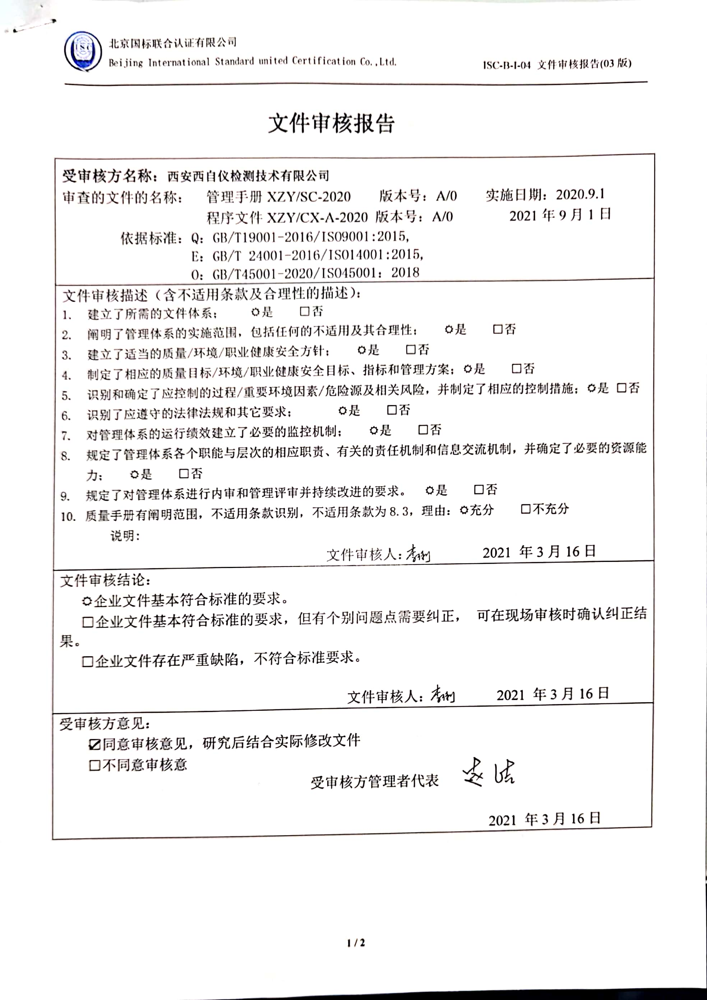 ISC
北京国标联合认证有限公司
Beijing International Standard united Certification Co.,Ltd.
ISC-B-I-04 文件审核报告(03 版)
文件审核报告
受审核方名称：西安西自仪检测技术有限公司
审查的文件的名称： 管理手册 XZY/SC-2020 版本号：A/0 实施日期：2020.9.1
程序文件 XZY/CX-A-2020 版本号：A/0 2021 年 9 月 1 日
依据标准：Q：GB/T19001-2016/ISO9001:2015,
E：GB/T 24001-2016/ISO14001:2015,
O：GB/T45001-2020/ISO45001：2018
文件审核描述（含不适用条款及合理性的描述）：
1. 建立了所需的文件体系； ✡是 □否
2. 阐明了管理体系的实施范围，包括任何的不适用及其合理性； ✡是 □否
3. 建立了适当的质量/环境/职业健康安全方针； ✡是 □否
4. 制定了相应的质量目标/环境/职业健康安全目标、指标和管理方案；✡是 □否
5. 识别和确定了应控制的过程/重要环境因素/危险源及相关风险，并制定了相应的控制措施；✡是 □否
6. 识别了应遵守的法律法规和其它要求； ✡是 □否
7. 对管理体系的运行绩效建立了必要的监控机制； ✡是 □否
8. 规定了管理体系各个职能与层次的相应职责、有关的责任机制和信息交流机制，并确定了必要的资源能
力； ✡是 □否
9. 规定了对管理体系进行内审和管理评审并持续改进的要求。 ✡是 □否
10. 质量手册有阐明范围，不适用条款识别，不适用条款为 8.3，理由：✡充分 □不充分
说明：
文件审核人： 2021 年 3 月 16 日
文件审核结论：
✡企业文件基本符合标准的要求。
□企业文件基本符合标准的要求，但有个别问题点需要纠正， 可在现场审核时确认纠正结
果。
□企业文件存在严重缺陷，不符合标准要求。
文件审核人： 2021 年 3 月 16 日
受审核方意见：
☑同意审核意见，研究后结合实际修改文件
□不同意审核意
受审核方管理者代表
2021 年 3 月 16 日
1 / 2